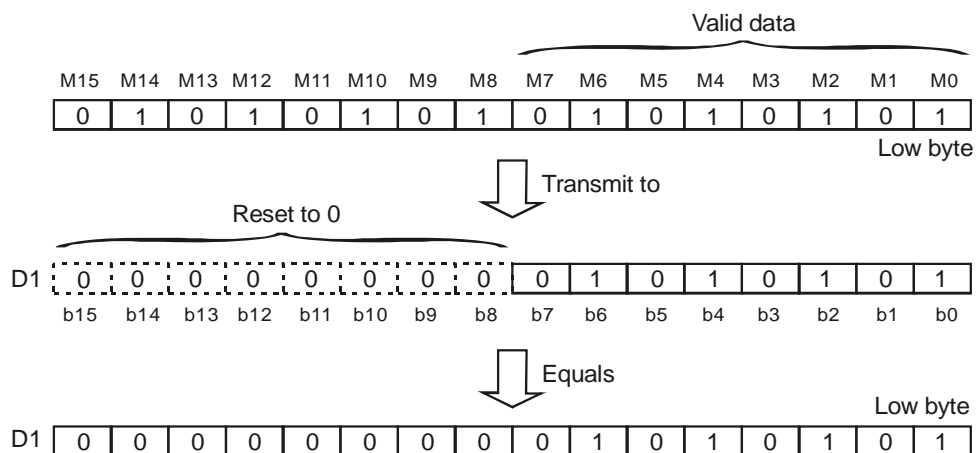 Valid data
M15 M14 M13 M12 M11 M10 M9 M8 M7 M6 M5 M4 M3 M2 M1 M0
0 1 0 1 0 1 0 1 0 1 0 1 0 1 0 1
Low byte
Transmit to
Reset to 0
D1 0 0 0 0 0 0 0 0 0 1 0 1 0 1 0 1
b15 b14 b13 b12 b11 b10 b9 b8 b7 b6 b5 b4 b3 b2 b1 b0
Equals
Low byte
D1 0 0 0 0 0 0 0 0 0 1 0 1 0 1 0 1